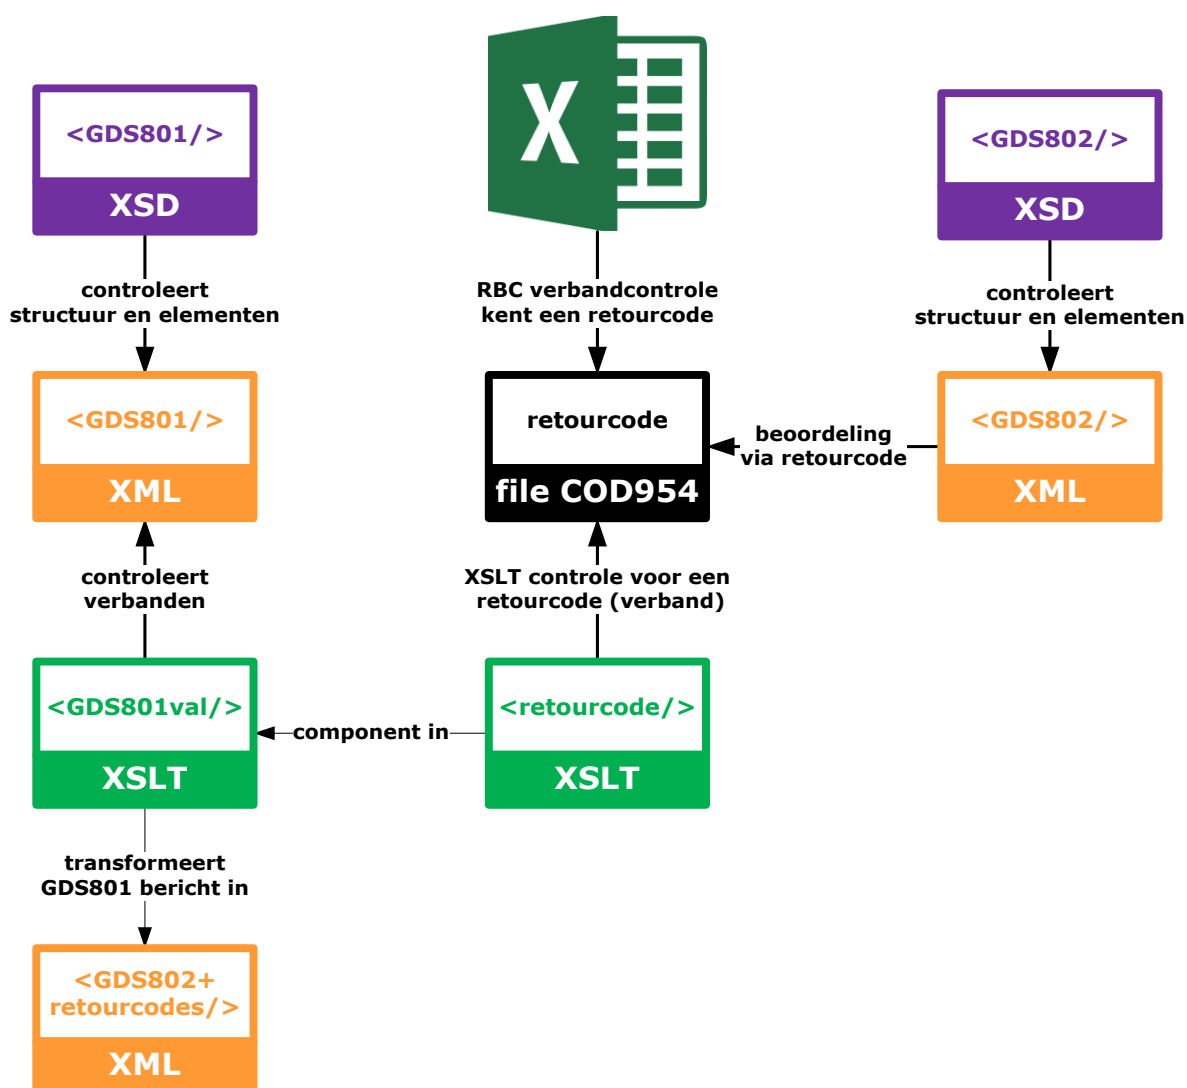 X
<GDS801/>
XSD
<GDS802/>
XSD
controleert
structuur en elementen
RBC verbandcontrole
kent een retourcode
controleert
structuur en elementen
<GDS801/>
XML
retourcode
file COD954
beoordeling
via retourcode
<GDS802/>
XML
controleert
verbanden
XSLT controle voor een
retourcode (verband)
<GDS801val/>
XSLT
component in
<retourcode/>
XSLT
transformeert
GDS801 bericht in
<GDS802+
retourcodes/>
XML